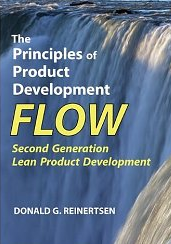 The
Principles of
Product
Development
FLOW
Second Generation
Lean Product Development
DONALD G. REINERTSEN